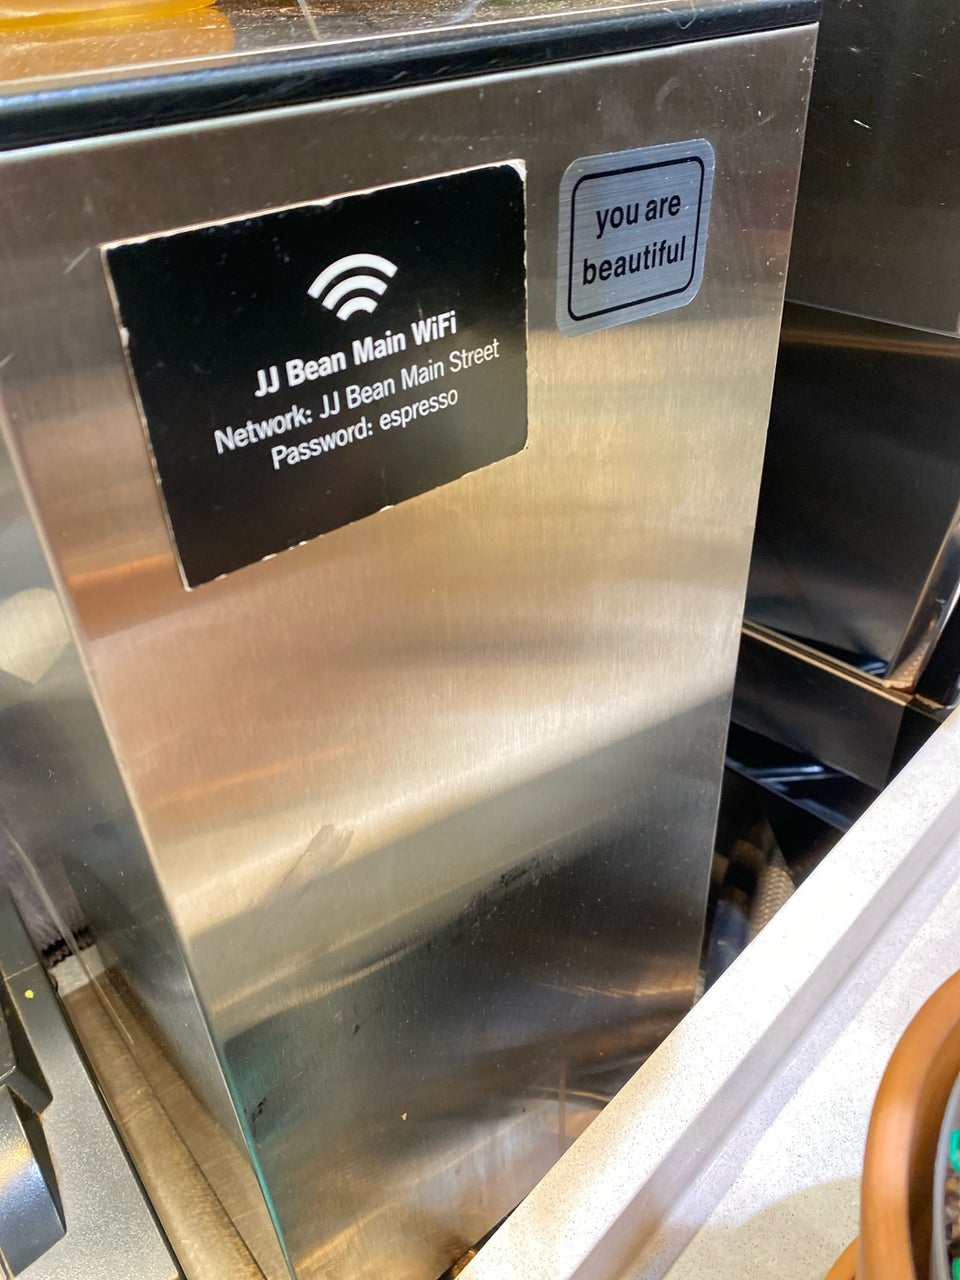 JJ Bean Main WiFi
Network: JJ Bean Main Street
Password: espresso
you are
beautiful